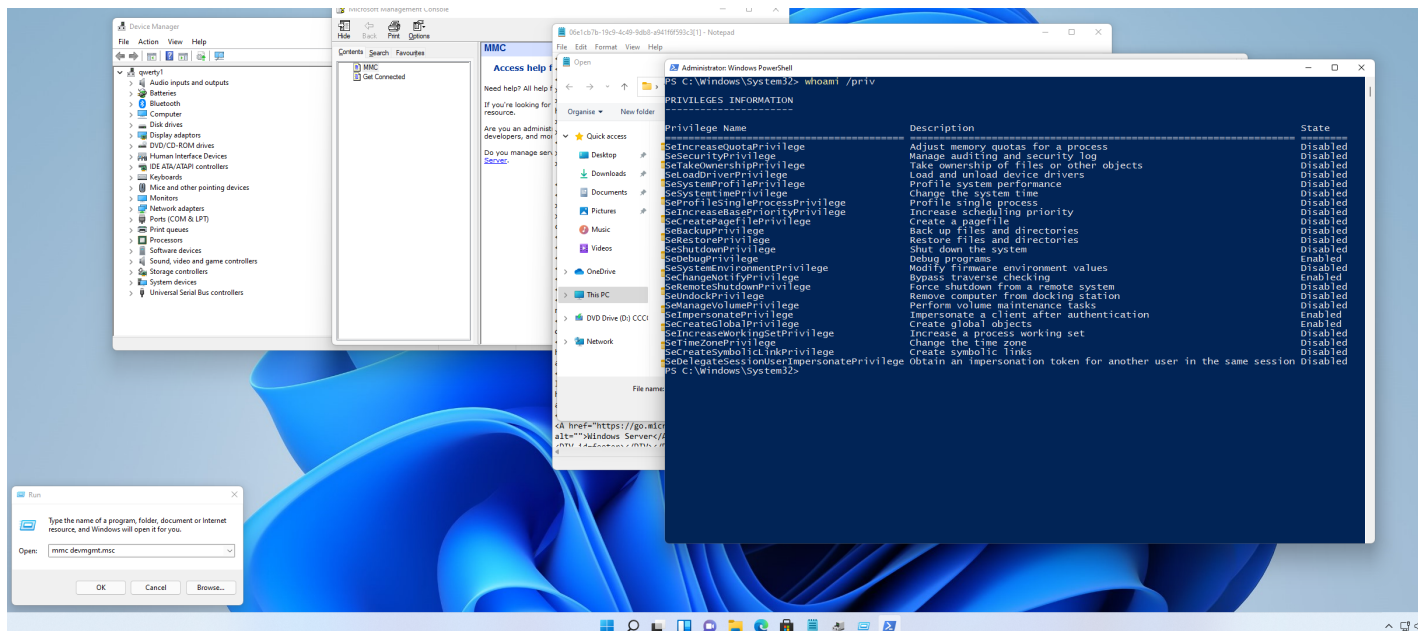 Device Manager
File Action View Help
qwerty1
Audio inputs and outputs
Batteries
Bluetooth
Computer
Disk drives
Display adaptors
DVD/CD-ROM drives
Human Interface Devices
IDE ATA/ATAPI controllers
Keyboards
Mice and other pointing devices
Monitors
Network adapters
Ports (COM & LPT)
Print queues
Processors
Software devices
Sound, video and game controllers
Storage controllers
System devices
Universal Serial Bus controllers
Microsoft Management Console
Hide Back Print Options
Contents Search Favourites
MMC
Get Connected
MMC
Access help f
Need help? All help f
If you're looking for
resource.
Are you an administ
developers, and mo
Do you manage serv
Server.
06e1cb7b-19c9-4c49-9db8-a941f6f593c3[1] - Notepad
File Edit Format View Help
Open
Organise New folder
Quick access
Desktop
Downloads
Documents
Pictures
Music
Videos
OneDrive
This PC
DVD Drive (D:) CCC
Network
File name:
<A href="https://go.micr
alt="">Windows Server</A
<DIV id=footer></DIV></
Administrator: Windows PowerShell
PS C:\Windows\System32> whoami /priv
PRIVILEGES INFORMATION
----------------------
Privilege Name Description State
SeIncreaseQuotaPrivilege Adjust memory quotas for a process Disabled
SeSecurityPrivilege Manage auditing and security log Disabled
SeTakeOwnershipPrivilege Take ownership of files or other objects Disabled
SeLoadDriverPrivilege Load and unload device drivers Disabled
SeSystemProfilePrivilege Profile system performance Disabled
SeSystemtimePrivilege Change the system time Disabled
SeProfileSingleProcessPrivilege Profile single process Disabled
SeIncreaseBasePriorityPrivilege Increase scheduling priority Disabled
SeCreatePagefilePrivilege Create a pagefile Disabled
SeBackupPrivilege Back up files and directories Disabled
SeRestorePrivilege Restore files and directories Disabled
SeShutdownPrivilege Shut down the system Disabled
SeDebugPrivilege Debug programs Enabled
SeSystemEnvironmentPrivilege Modify firmware environment values Disabled
SeChangeNotifyPrivilege Bypass traverse checking Enabled
SeRemoteShutdownPrivilege Force shutdown from a remote system Disabled
SeUndockPrivilege Remove computer from docking station Disabled
SeManageVolumePrivilege Perform volume maintenance tasks Disabled
SeImpersonatePrivilege Impersonate a client after authentication Enabled
SeCreateGlobalPrivilege Create global objects Enabled
SeIncreaseWorkingSetPrivilege Increase a process working set Disabled
SeTimeZonePrivilege Change the time zone Disabled
SeCreateSymbolicLinkPrivilege Create symbolic links Disabled
SeDelegateSessionUserImpersonatePrivilege Obtain an impersonation token for another user in the same session Disabled
PS C:\Windows\System32>
Run
Type the name of a program, folder, document or Internet
resource, and Windows will open it for you.
Open: mmc devmgmt.msc
OK Cancel Browse...